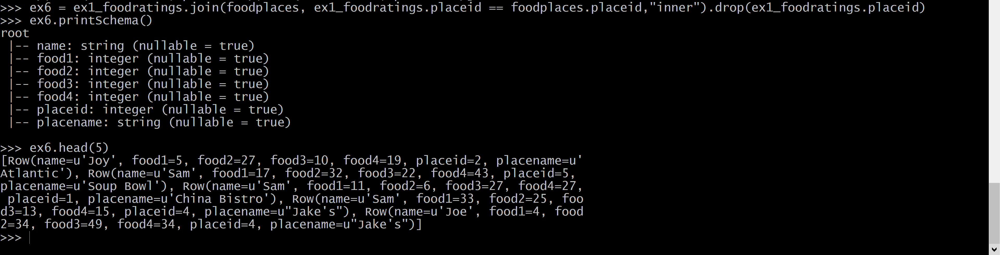 >>> ex6 = ex1_foodratings.join(foodplaces, ex1_foodratings.placeid == foodplaces.placeid,"inner").drop(ex1_foodratings.placeid)
>>> ex6.printSchema()
root
 |-- name: string (nullable = true)
 |-- food1: integer (nullable = true)
 |-- food2: integer (nullable = true)
 |-- food3: integer (nullable = true)
 |-- food4: integer (nullable = true)
 |-- placeid: integer (nullable = true)
 |-- placename: string (nullable = true)

>>> ex6.head(5)
[Row(name=u'Joy', food1=5, food2=27, food3=10, food4=19, placeid=2, placename=u'
Atlantic'), Row(name=u'Sam', food1=17, food2=32, food3=22, food4=43, placeid=5,
placename=u'Soup Bowl'), Row(name=u'Sam', food1=11, food2=6, food3=27, food4=27,
 placeid=1, placename=u'China Bistro'), Row(name=u'Sam', food1=33, food2=25, foo
d3=13, food4=15, placeid=4, placename=u"Jake's"), Row(name=u'Joe', food1=4, food
2=34, food3=49, food4=34, placeid=4, placename=u"Jake's")]
>>>